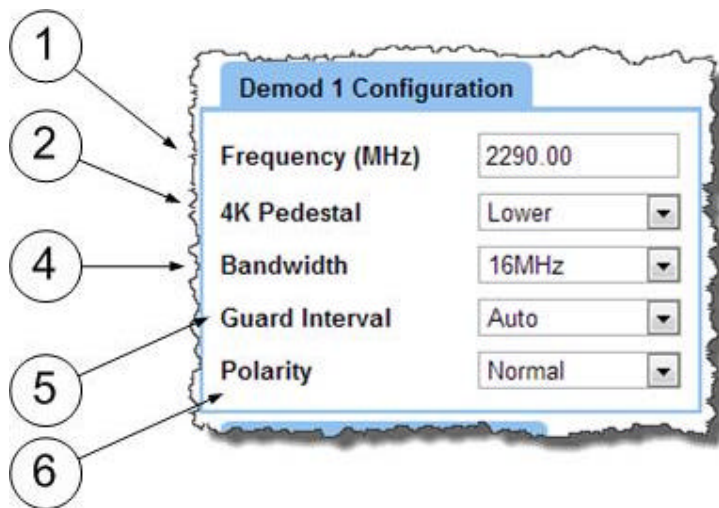 1
Demod 1 Configuration
2
Frequency (MHz) 2290.00
4K Pedestal Lower
4
Bandwidth 16MHz
Guard Interval Auto
5
Polarity Normal
6